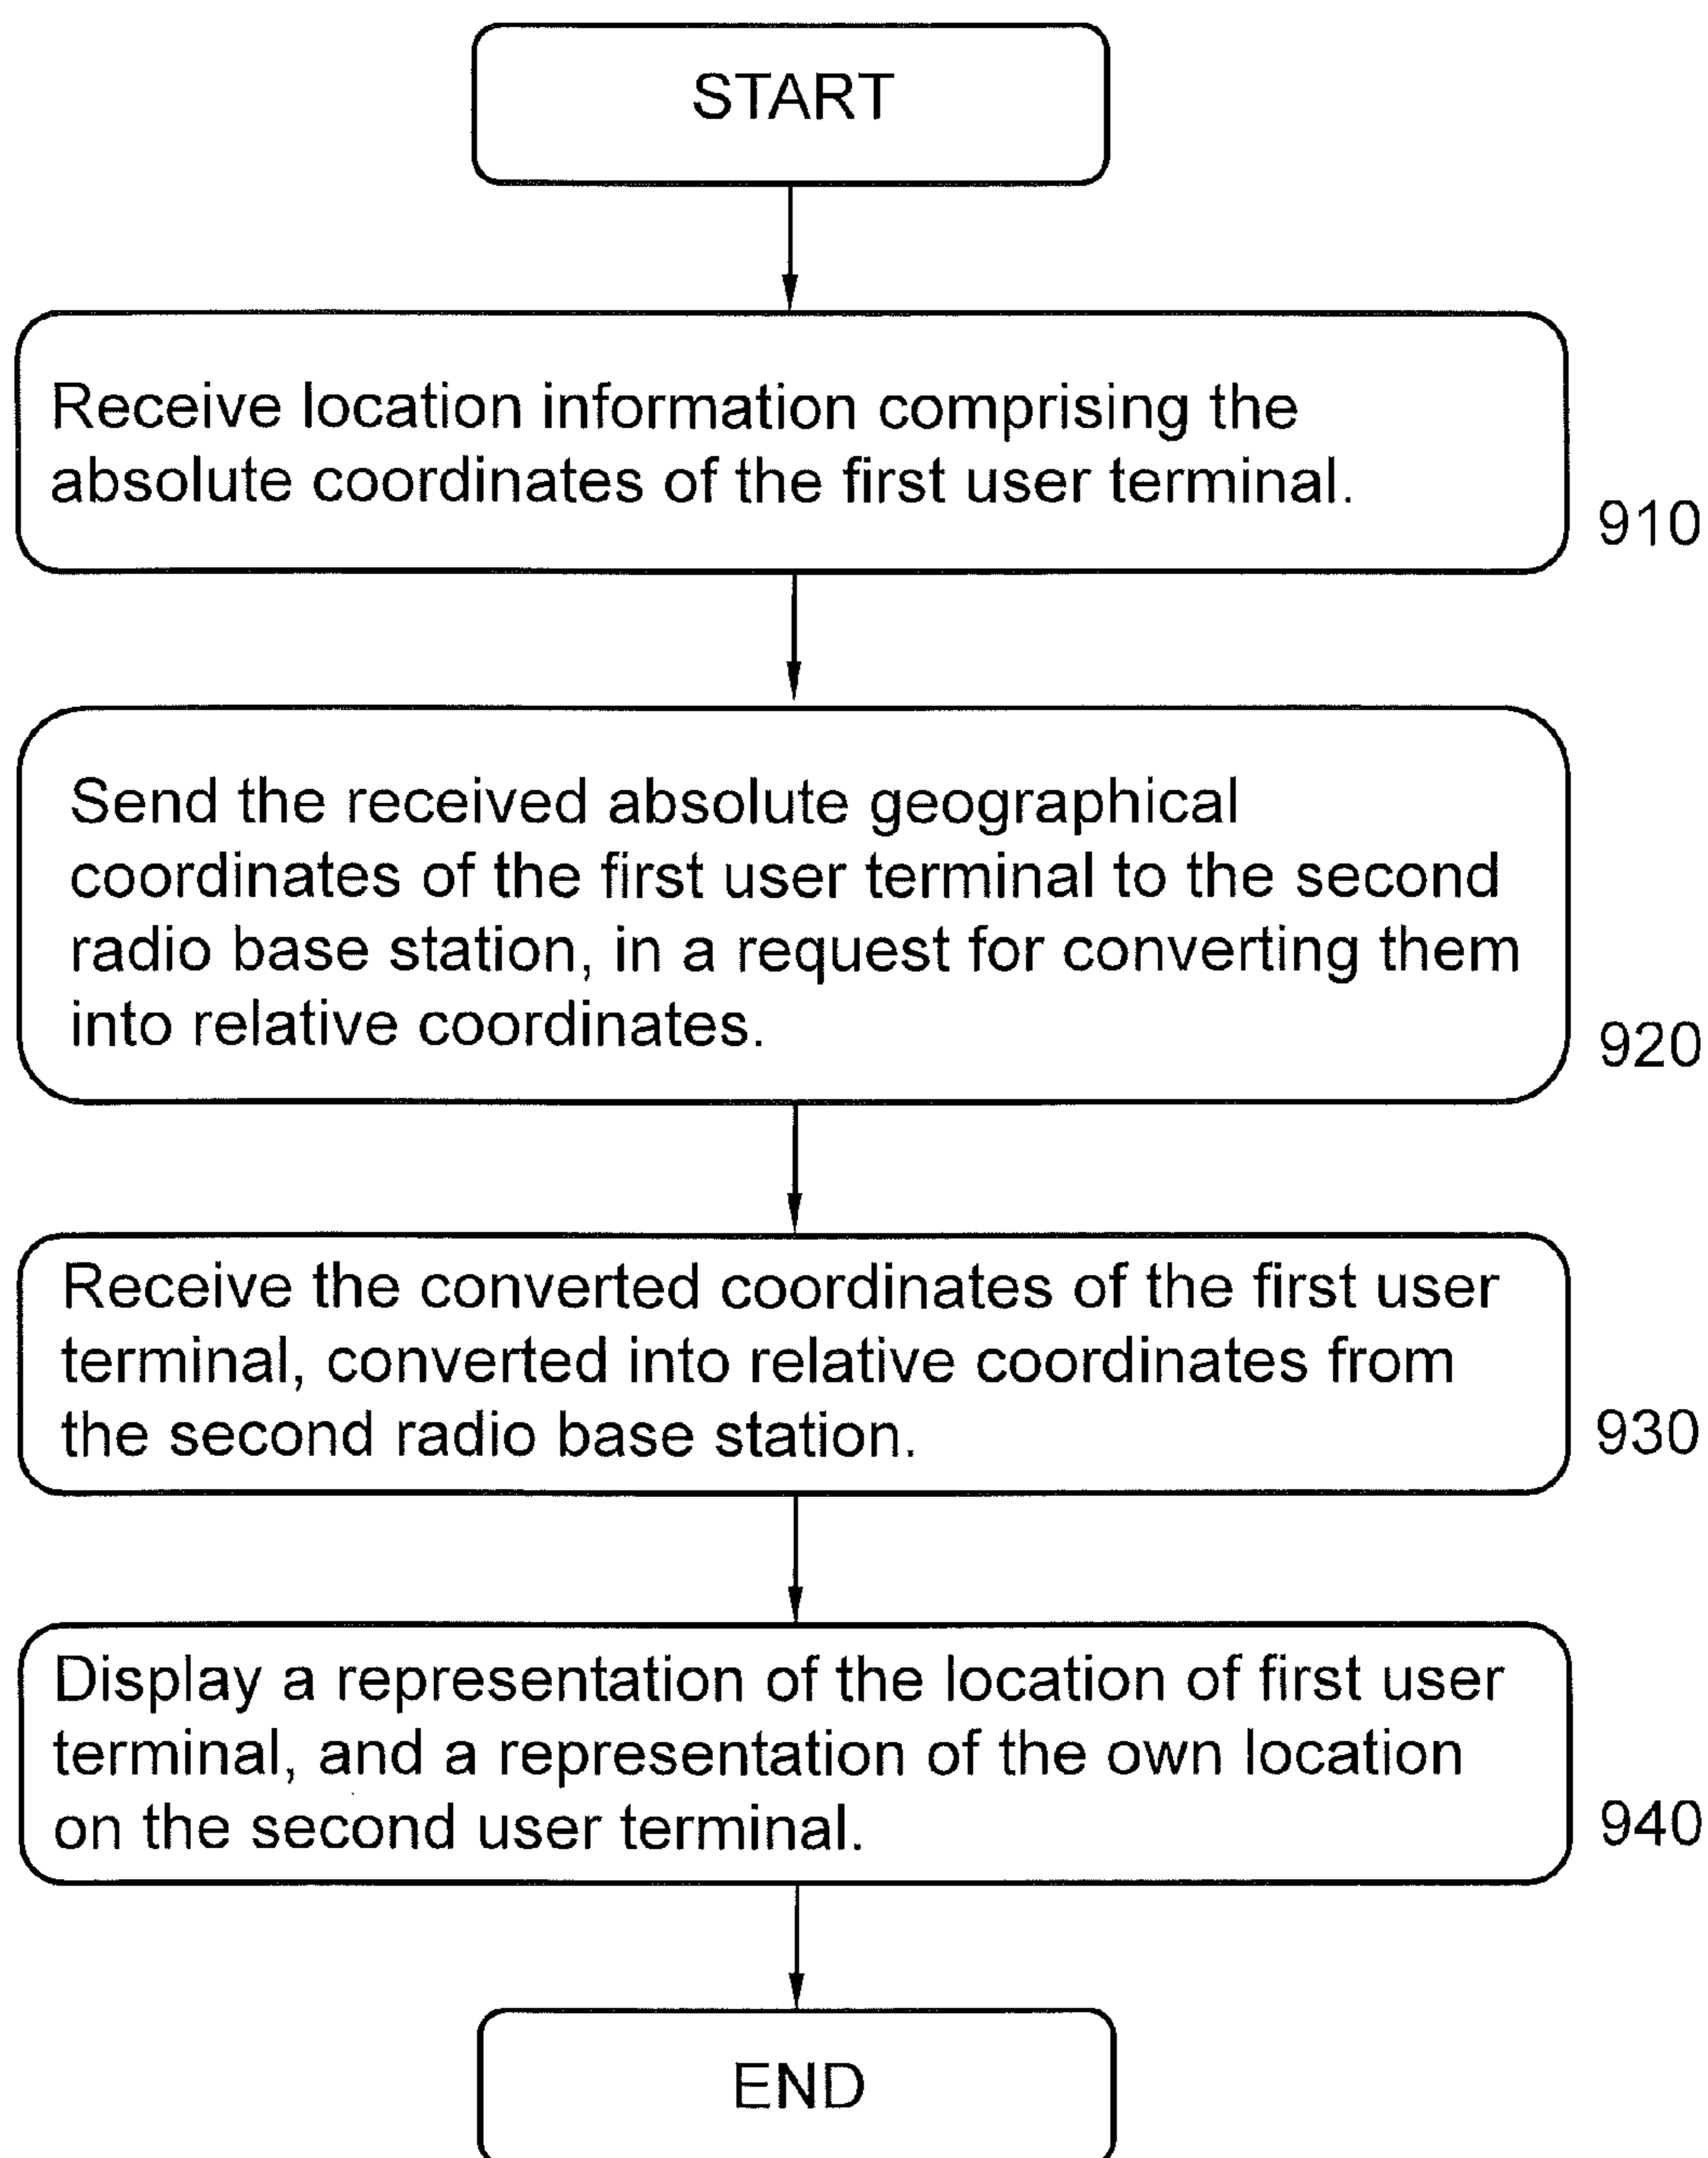 START
Receive location information comprising the
absolute coordinates of the first user terminal.
910
Send the received absolute geographical
coordinates of the first user terminal to the second
radio base station, in a request for converting them
into relative coordinates.
920
Receive the converted coordinates of the first user
terminal, converted into relative coordinates from
the second radio base station.
930
Display a representation of the location of first user
terminal, and a representation of the own location
on the second user terminal.
940
END